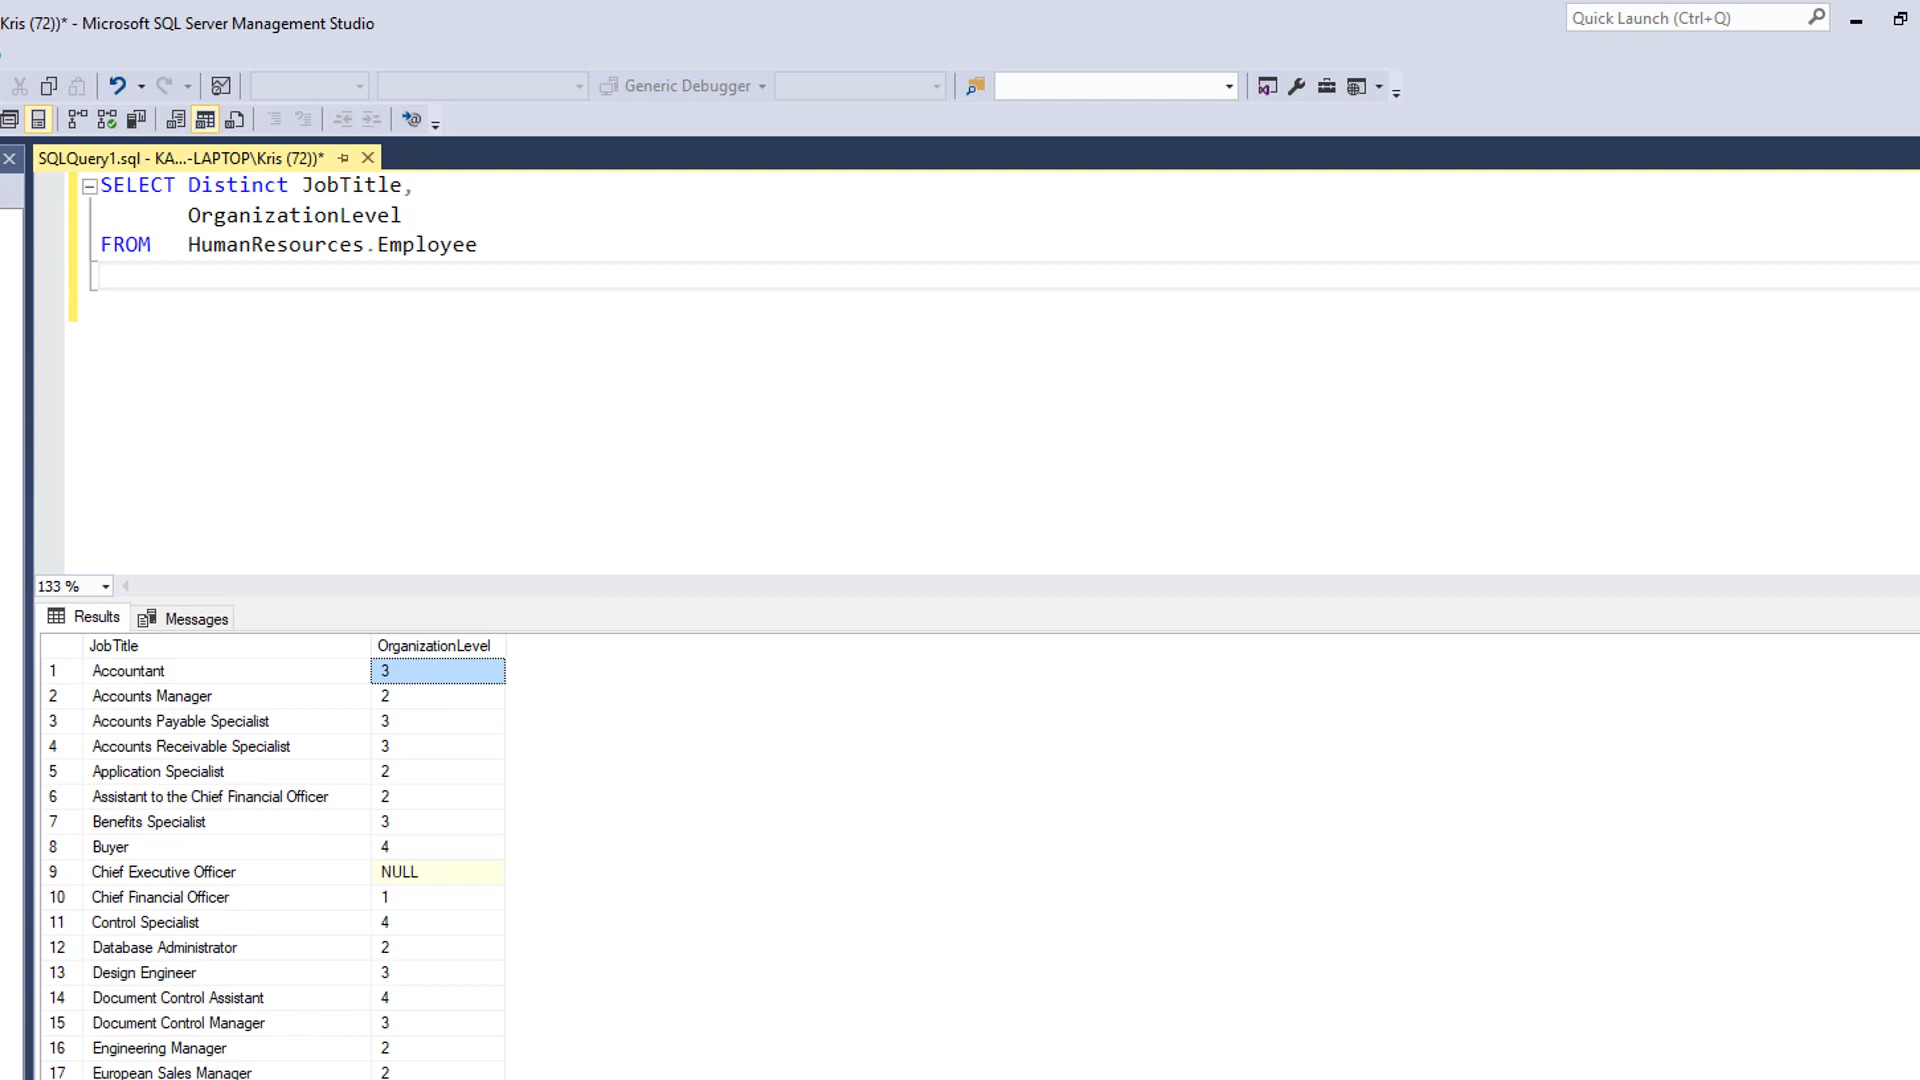 Kris (72))* - Microsoft SQL Server Management Studio
Quick Launch (Ctrl+Q)
Generic Debugger
SQLQuery1.sql - KA...-LAPTOP\Kris (72))*
SELECT Distinct JobTitle,
OrganizationLevel
FROM HumanResources.Employee
133 %
Results Messages
JobTitle OrganizationLevel
1 Accountant 3
2 Accounts Manager 2
3 Accounts Payable Specialist 3
4 Accounts Receivable Specialist 3
5 Application Specialist 2
6 Assistant to the Chief Financial Officer 2
7 Benefits Specialist 3
8 Buyer 4
9 Chief Executive Officer NULL
10 Chief Financial Officer 1
11 Control Specialist 4
12 Database Administrator 2
13 Design Engineer 3
14 Document Control Assistant 4
15 Document Control Manager 3
16 Engineering Manager 2
17 European Sales Manager 2